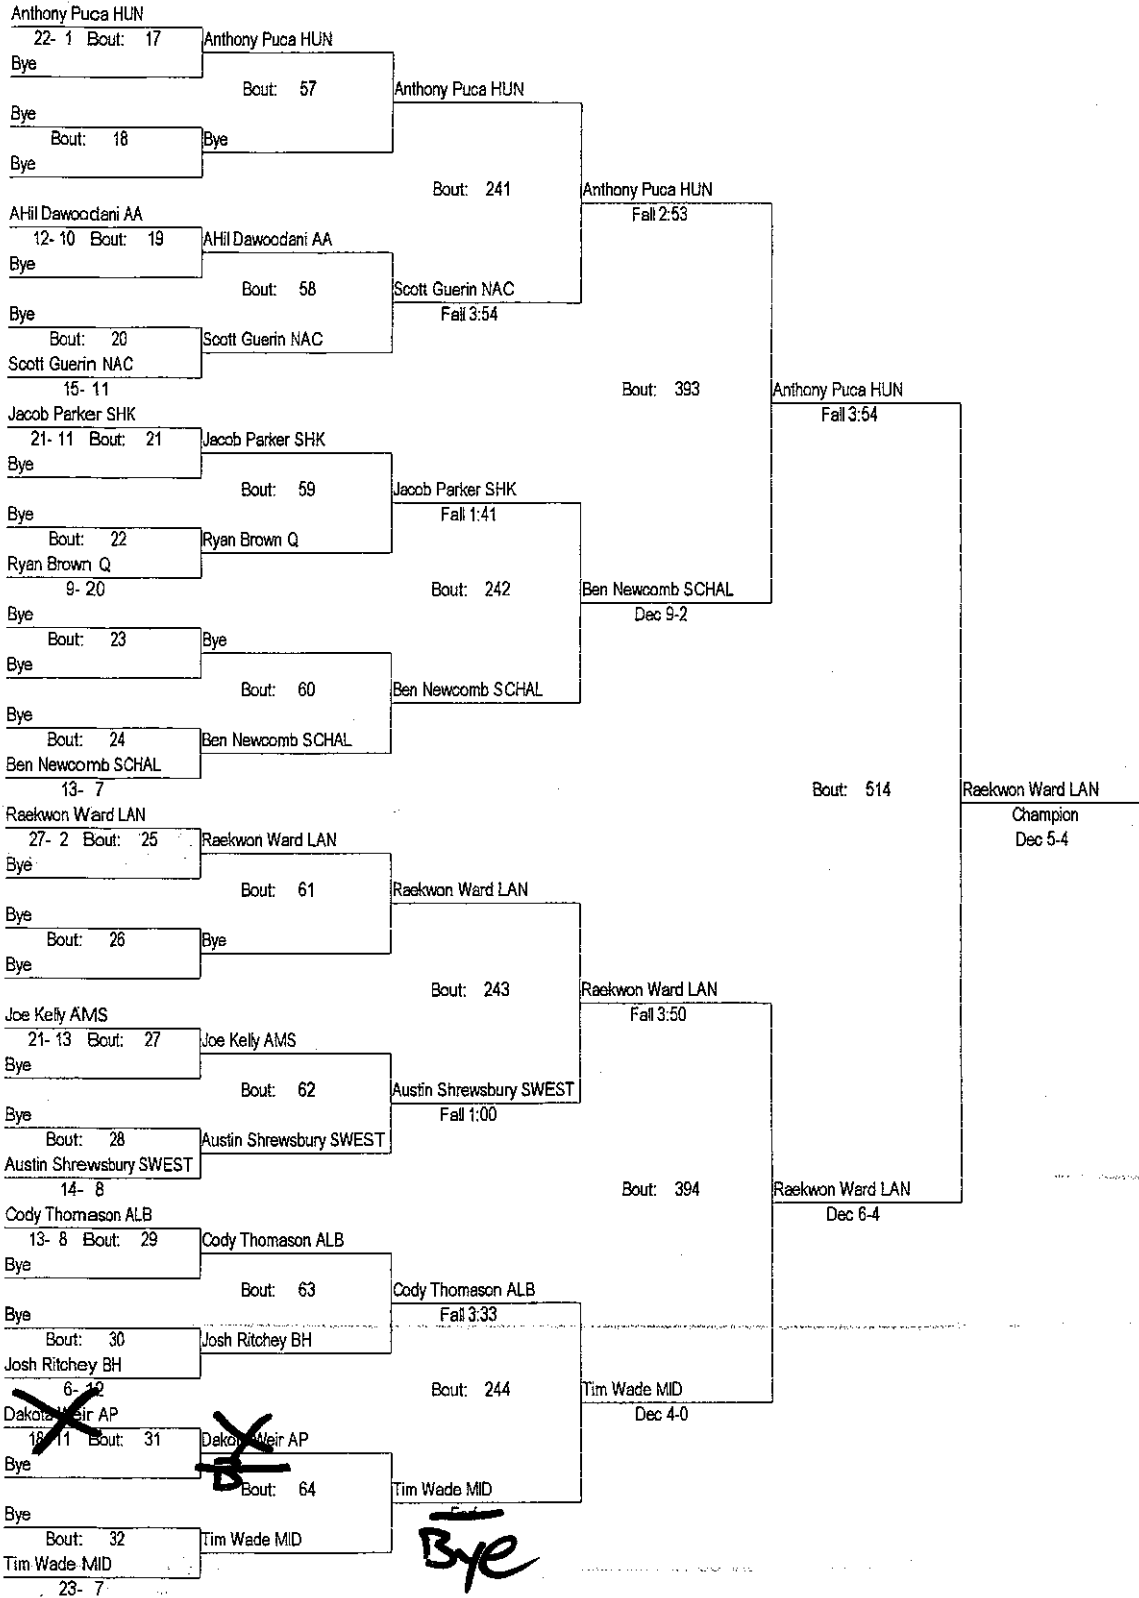 Anthony Puca HUN
22- 1 Bout: 17
Anthony Puca HUN
Bye
Bout: 57
Anthony Puca HUN
Bye
Bout: 18
Bye
Bye
Bout: 241
Anthony Puca HUN
Fall 2:53
AHil Dawoodani AA
12- 10 Bout: 19
AHil Dawoodani AA
Bye
Bout: 58
Scott Guerin NAC
Fall 3:54
Bye
Bout: 20
Scott Guerin NAC
Scott Guerin NAC
15- 11
Bout: 393
Anthony Puca HUN
Fall 3:54
Jacob Parker SHK
21- 11 Bout: 21
Jacob Parker SHK
Bye
Bout: 59
Jacob Parker SHK
Fall 1:41
Bye
Bout: 22
Ryan Brown Q
Ryan Brown Q
9- 20
Bout: 242
Ben Newcomb SCHAL
Dec 9-2
Bye
Bout: 23
Bye
Bye
Bout: 60
Ben Newcomb SCHAL
Bye
Bout: 24
Ben Newcomb SCHAL
Ben Newcomb SCHAL
13- 7
Bout: 514
Raekwon Ward LAN
Champion
Dec 5-4
Raekwon Ward LAN
27- 2 Bout: 25
Raekwon Ward LAN
Bye
Bout: 61
Raekwon Ward LAN
Bye
Bout: 26
Bye
Bye
Bout: 243
Raekwon Ward LAN
Fall 3:50
Joe Kelly AMS
21- 13 Bout: 27
Joe Kelly AMS
Bye
Bout: 62
Austin Shrewsbury SWEST
Fall 1:00
Bye
Bout: 28
Austin Shrewsbury SWEST
Austin Shrewsbury SWEST
14- 8
Bout: 394
Raekwon Ward LAN
Dec 6-4
Cody Thomason ALB
13- 8 Bout: 29
Cody Thomason ALB
Bye
Bout: 63
Cody Thomason ALB
Fall 3:33
Bye
Bout: 30
Josh Ritchey BH
Josh Ritchey BH
6- 12
Bout: 244
Tim Wade MID
Dec 4-0
Dakota Weir AP
18- 11 Bout: 31
Dakota Weir AP
Bye
B
Bout: 64
Tim Wade MID
Bye
Bye
Bout: 32
Tim Wade MID
Tim Wade MID
23- 7